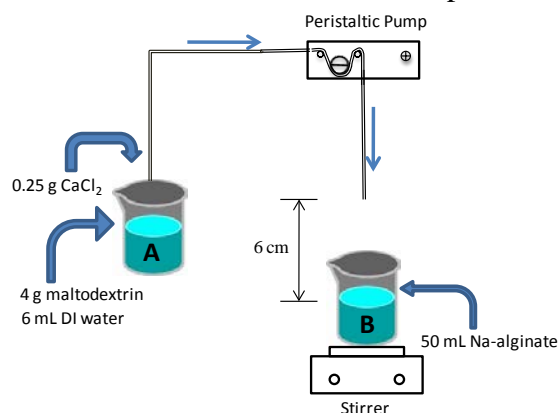 Peristaltic Pump
0.25 g CaCl₂
A
4 g maltodextrin
6 mL DI water
6 cm
B
50 mL Na-alginate
Stirrer